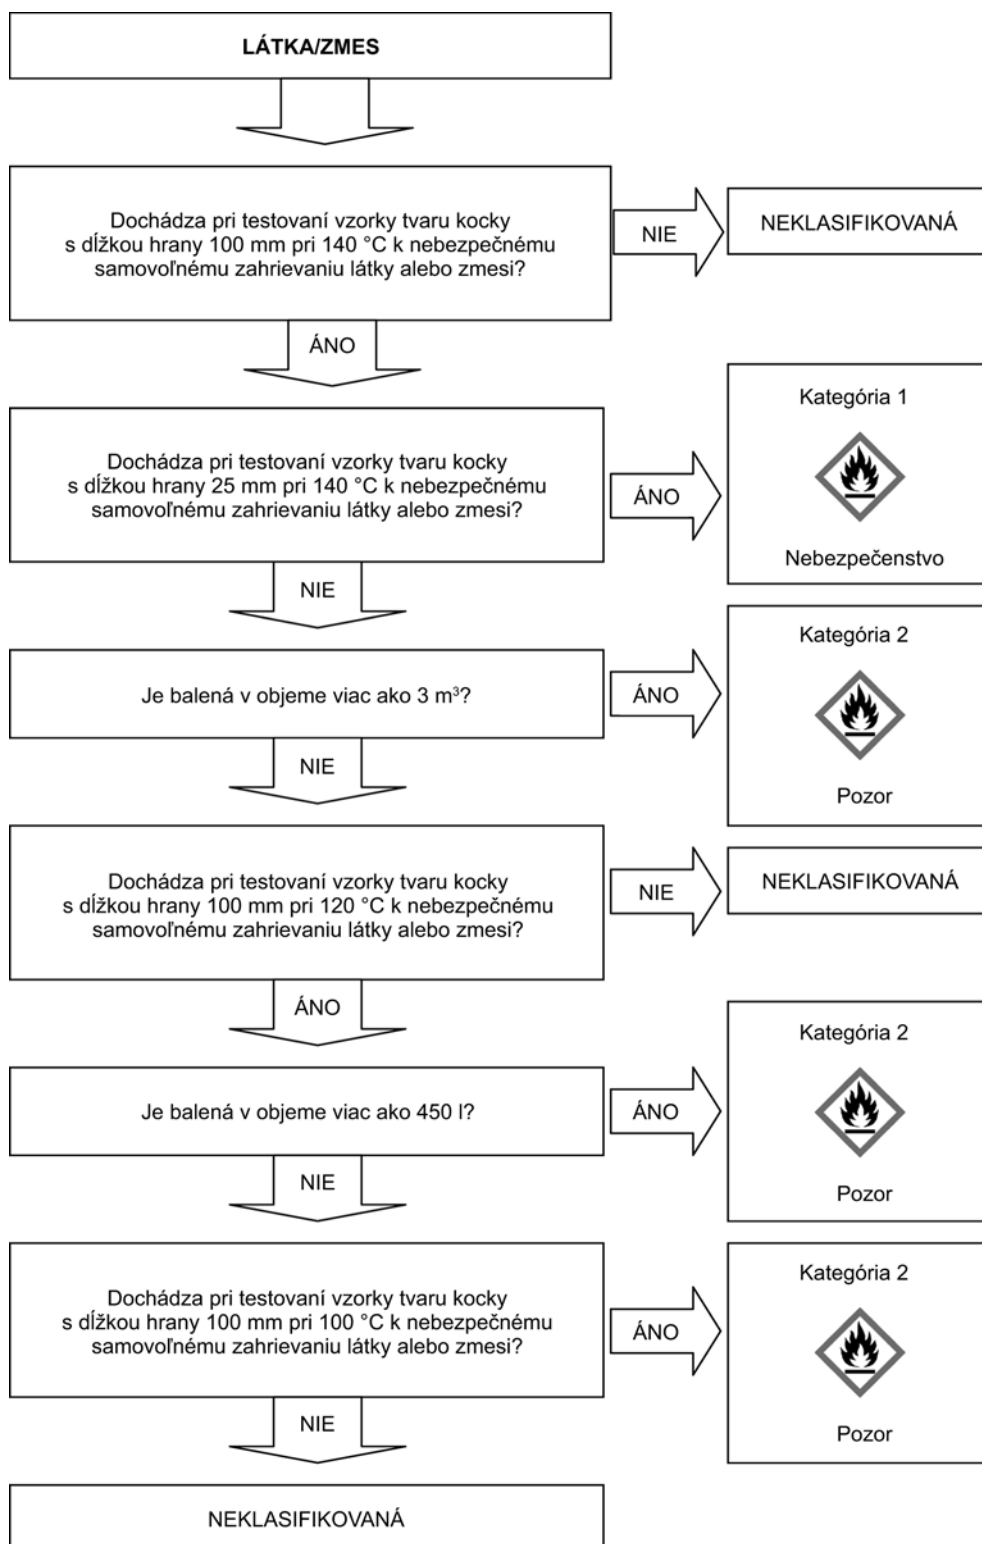 LÁTKA/ZMES
Dochádza pri testovaní vzorky tvaru kocky
s dĺžkou hrany 100 mm pri 140 °C k nebezpečnému
samovoľnému zahrievaniu látky alebo zmesi?
NIE
NEKLASIFIKOVANÁ
ÁNO
Dochádza pri testovaní vzorky tvaru kocky
s dĺžkou hrany 25 mm pri 140 °C k nebezpečnému
samovoľnému zahrievaniu látky alebo zmesi?
ÁNO
Kategória 1
Nebezpečenstvo
NIE
Je balená v objeme viac ako 3 m³?
ÁNO
Kategória 2
Pozor
NIE
Dochádza pri testovaní vzorky tvaru kocky
s dĺžkou hrany 100 mm pri 120 °C k nebezpečnému
samovoľnému zahrievaniu látky alebo zmesi?
NIE
NEKLASIFIKOVANÁ
ÁNO
Je balená v objeme viac ako 450 l?
ÁNO
Kategória 2
Pozor
NIE
Dochádza pri testovaní vzorky tvaru kocky
s dĺžkou hrany 100 mm pri 100 °C k nebezpečnému
samovoľnému zahrievaniu látky alebo zmesi?
ÁNO
Kategória 2
Pozor
NIE
NEKLASIFIKOVANÁ